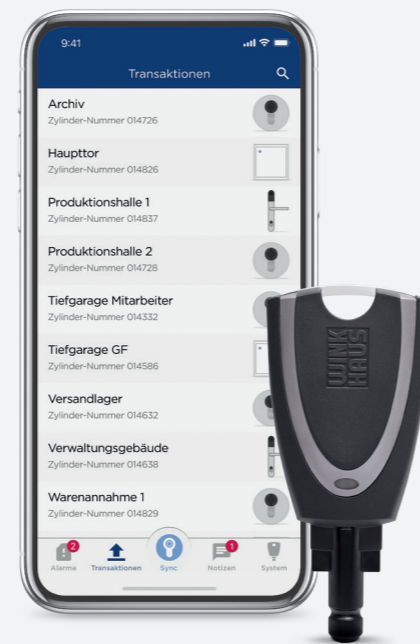 9:41
Transaktionen
Archiv
Zylinder-Nummer 014726
Haupttor
Zylinder-Nummer 014826
Produktionshalle 1
Zylinder-Nummer 014837
Produktionshalle 2
Zylinder-Nummer 014728
Tiefgarage Mitarbeiter
Zylinder-Nummer 014332
Tiefgarage GF
Zylinder-Nummer 014586
Versandlager
Zylinder-Nummer 014632
Verwaltungsgebäude
Zylinder-Nummer 014638
Warenannahme 1
Zylinder-Nummer 014829
2
1
Alarme Transaktionen Sync Notizen System
WINK
HAUS